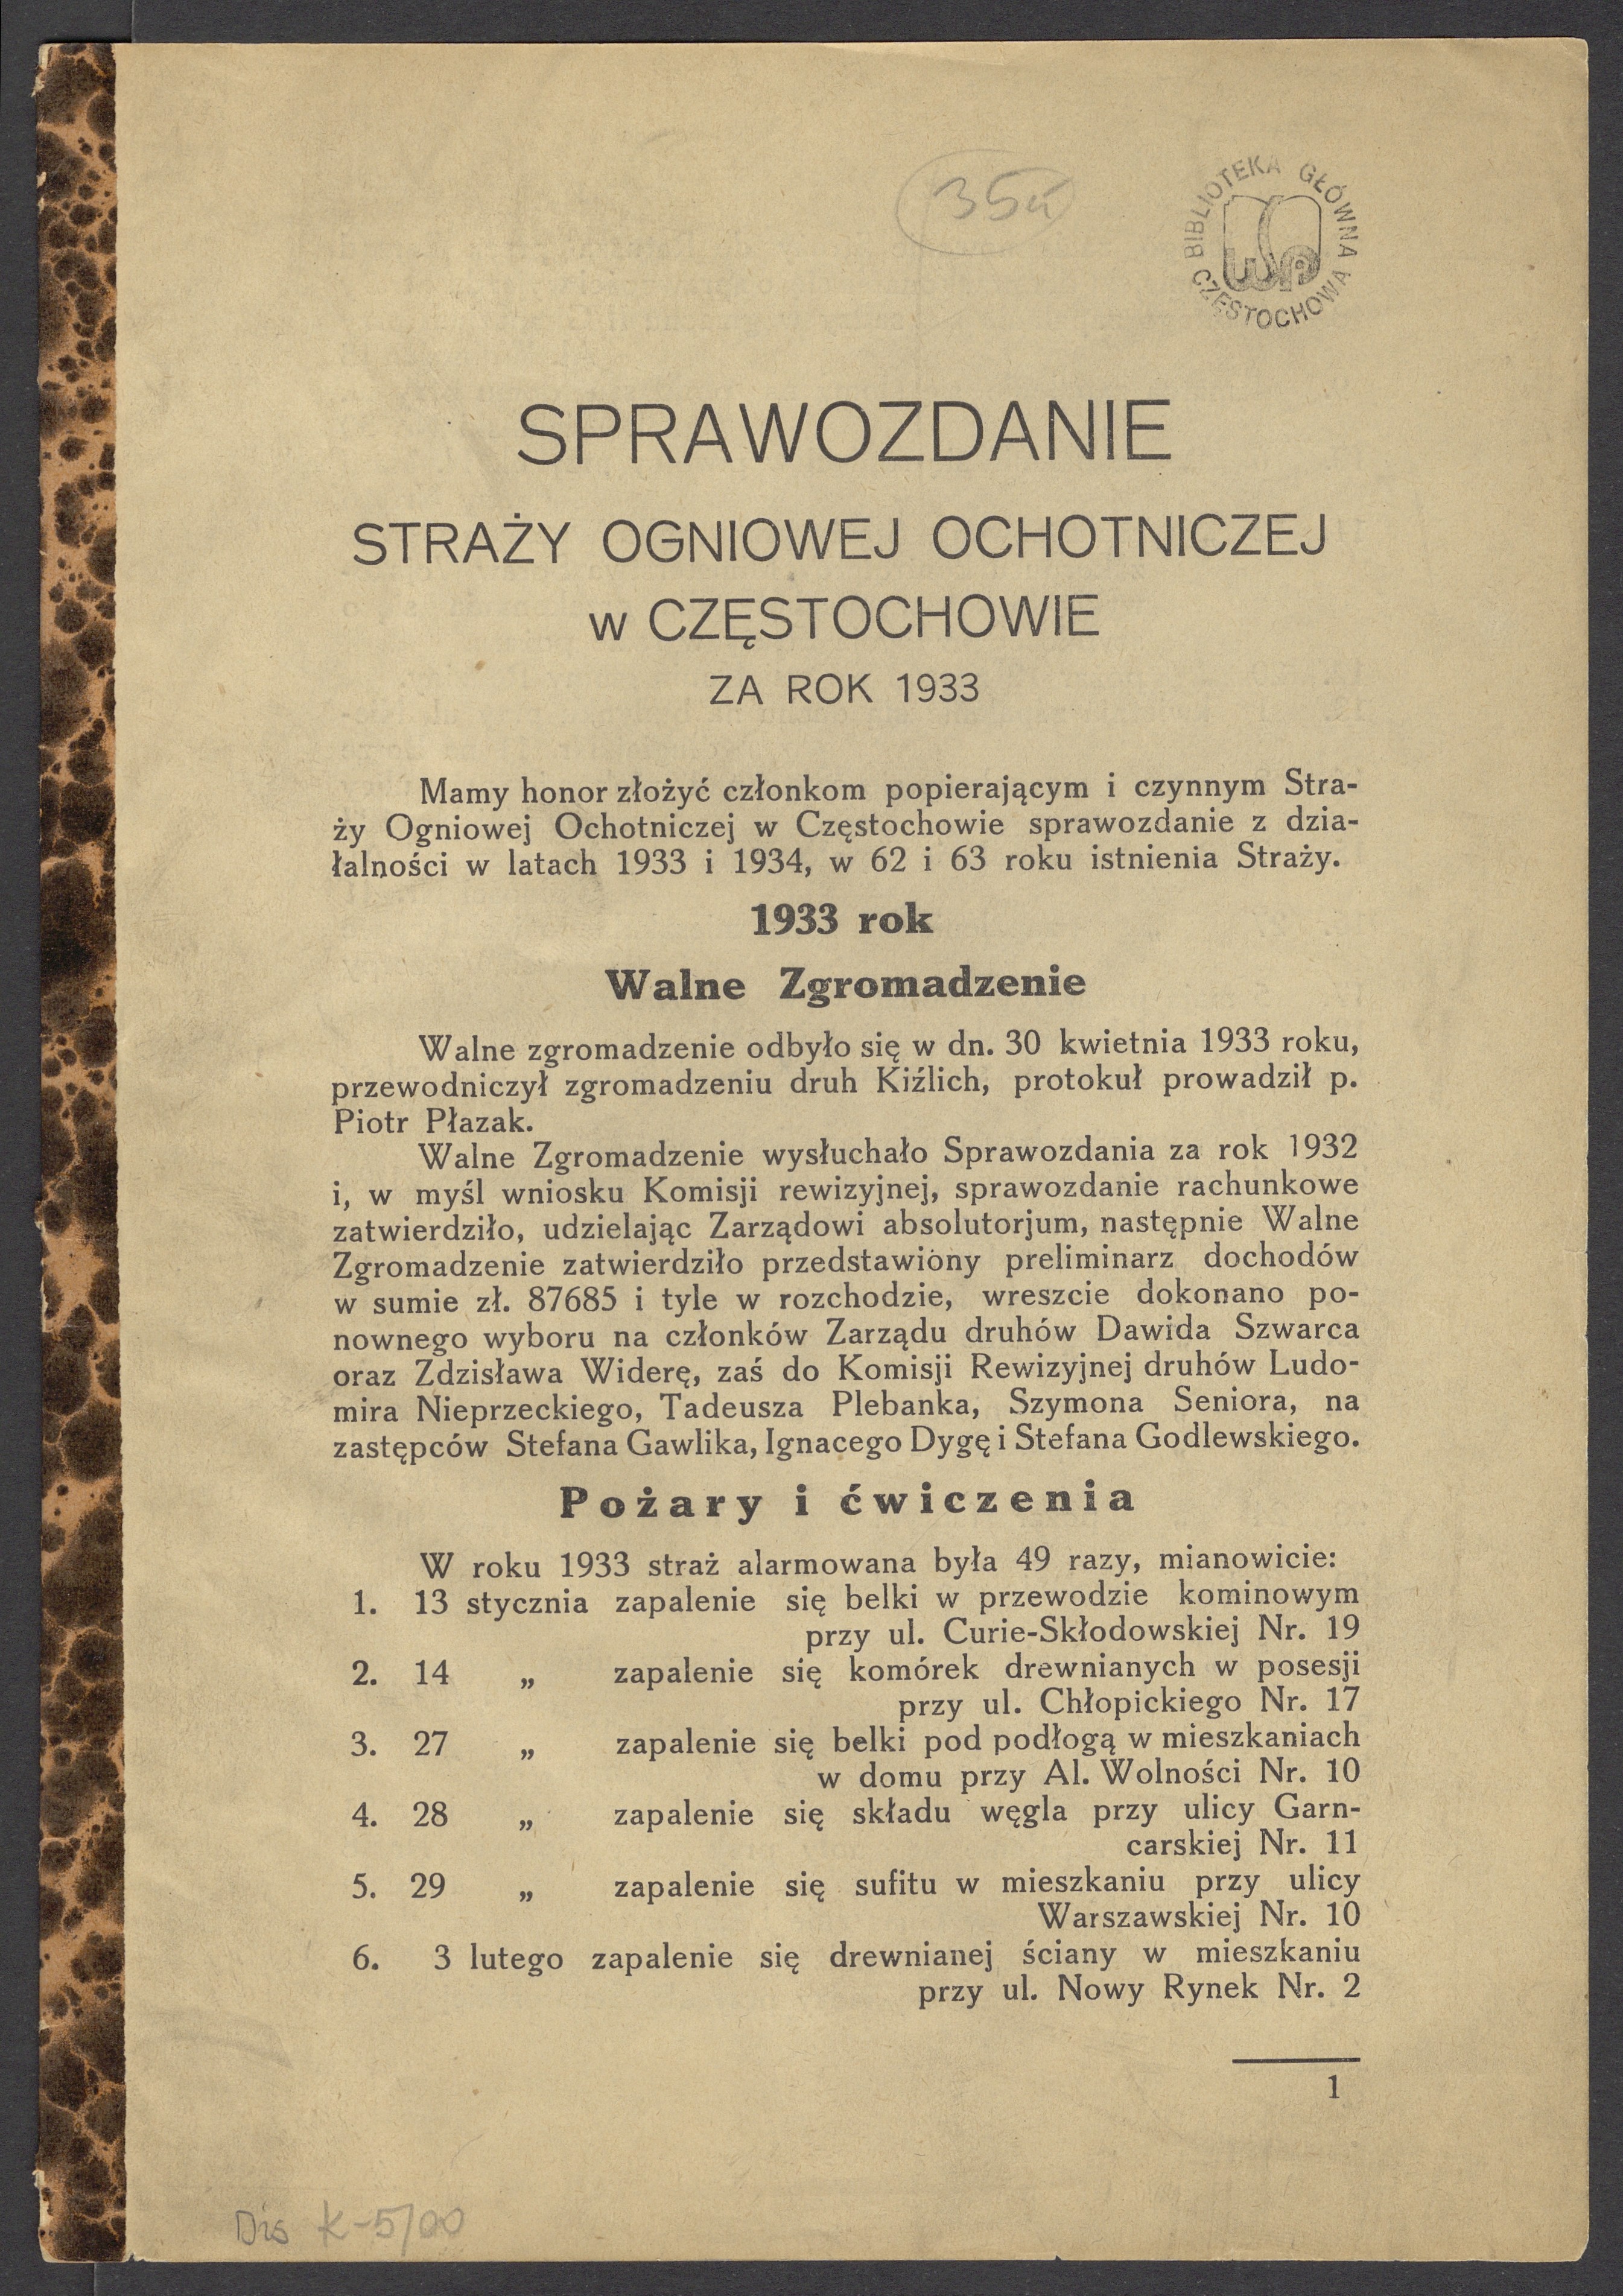 35a
BIBLIOTEKA GŁÓWNA
WSP
CZĘSTOCHOWA
SPRAWOZDANIE
STRAŻY OGNIOWEJ OCHOTNICZEJ
w CZĘSTOCHOWIE
ZA ROK 1933
Mamy honor złożyć członkom popierającym i czynnym Stra-
ży Ogniowej Ochotniczej w Częstochowie sprawozdanie z dzia-
łalności w latach 1933 i 1934, w 62 i 63 roku istnienia Straży.
1933 rok
Walne Zgromadzenie
Walne zgromadzenie odbyło się w dn. 30 kwietnia 1933 roku,
przewodniczył zgromadzeniu druh Kiźlich, protokuł prowadził p.
Piotr Płazak.
Walne Zgromadzenie wysłuchało Sprawozdania za rok 1932
i, w myśl wniosku Komisji rewizyjnej, sprawozdanie rachunkowe
zatwierdziło, udzielając Zarządowi absolutorjum, następnie Walne
Zgromadzenie zatwierdziło przedstawiony preliminarz dochodów
w sumie zł. 87685 i tyle w rozchodzie, wreszcie dokonano po-
nownego wyboru na członków Zarządu druhów Dawida Szwarca
oraz Zdzisława Widerę, zaś do Komisji Rewizyjnej druhów Ludo-
mira Nieprzeckiego, Tadeusza Plebanka, Szymona Seniora, na
zastępców Stefana Gawlika, Ignacego Dygę i Stefana Godlewskiego.
Pożary i ćwiczenia
W roku 1933 straż alarmowana była 49 razy, mianowicie:
1. 13 stycznia zapalenie się belki w przewodzie kominowym
przy ul. Curie-Skłodowskiej Nr. 19
2. 14 „ zapalenie się komórek drewnianych w posesji
przy ul. Chłopickiego Nr. 17
3. 27 „ zapalenie się belki pod podłogą w mieszkaniach
w domu przy Al. Wolności Nr. 10
4. 28 „ zapalenie się składu węgla przy ulicy Garn-
carskiej Nr. 11
5. 29 „ zapalenie się sufitu w mieszkaniu przy ulicy
Warszawskiej Nr. 10
6. 3 lutego zapalenie się drewnianej ściany w mieszkaniu
przy ul. Nowy Rynek Nr. 2
1
Dis K-5/00